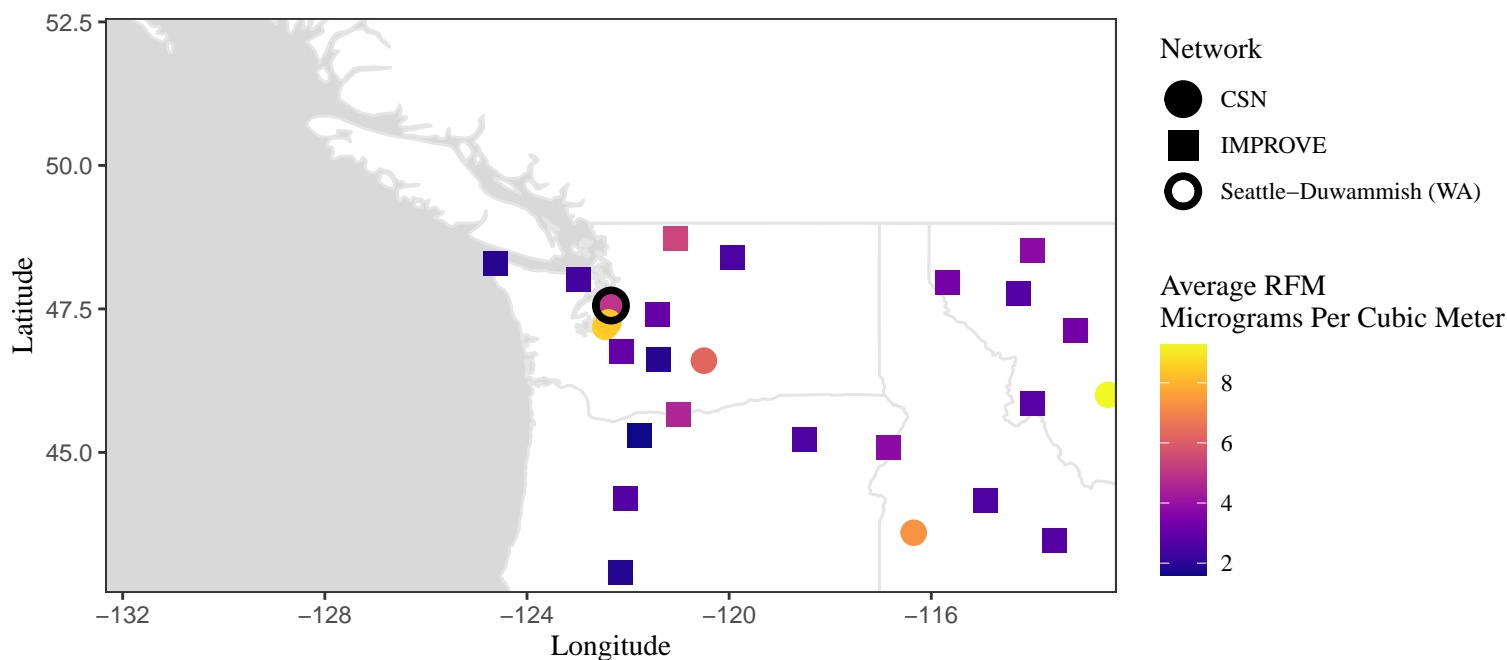 52.5
50.0
47.5
45.0
Latitude
−132
−128
−124
−120
−116
Longitude
Network
CSN
IMPROVE
Seattle−Duwammish (WA)
Average RFM
Micrograms Per Cubic Meter
8
6
4
2